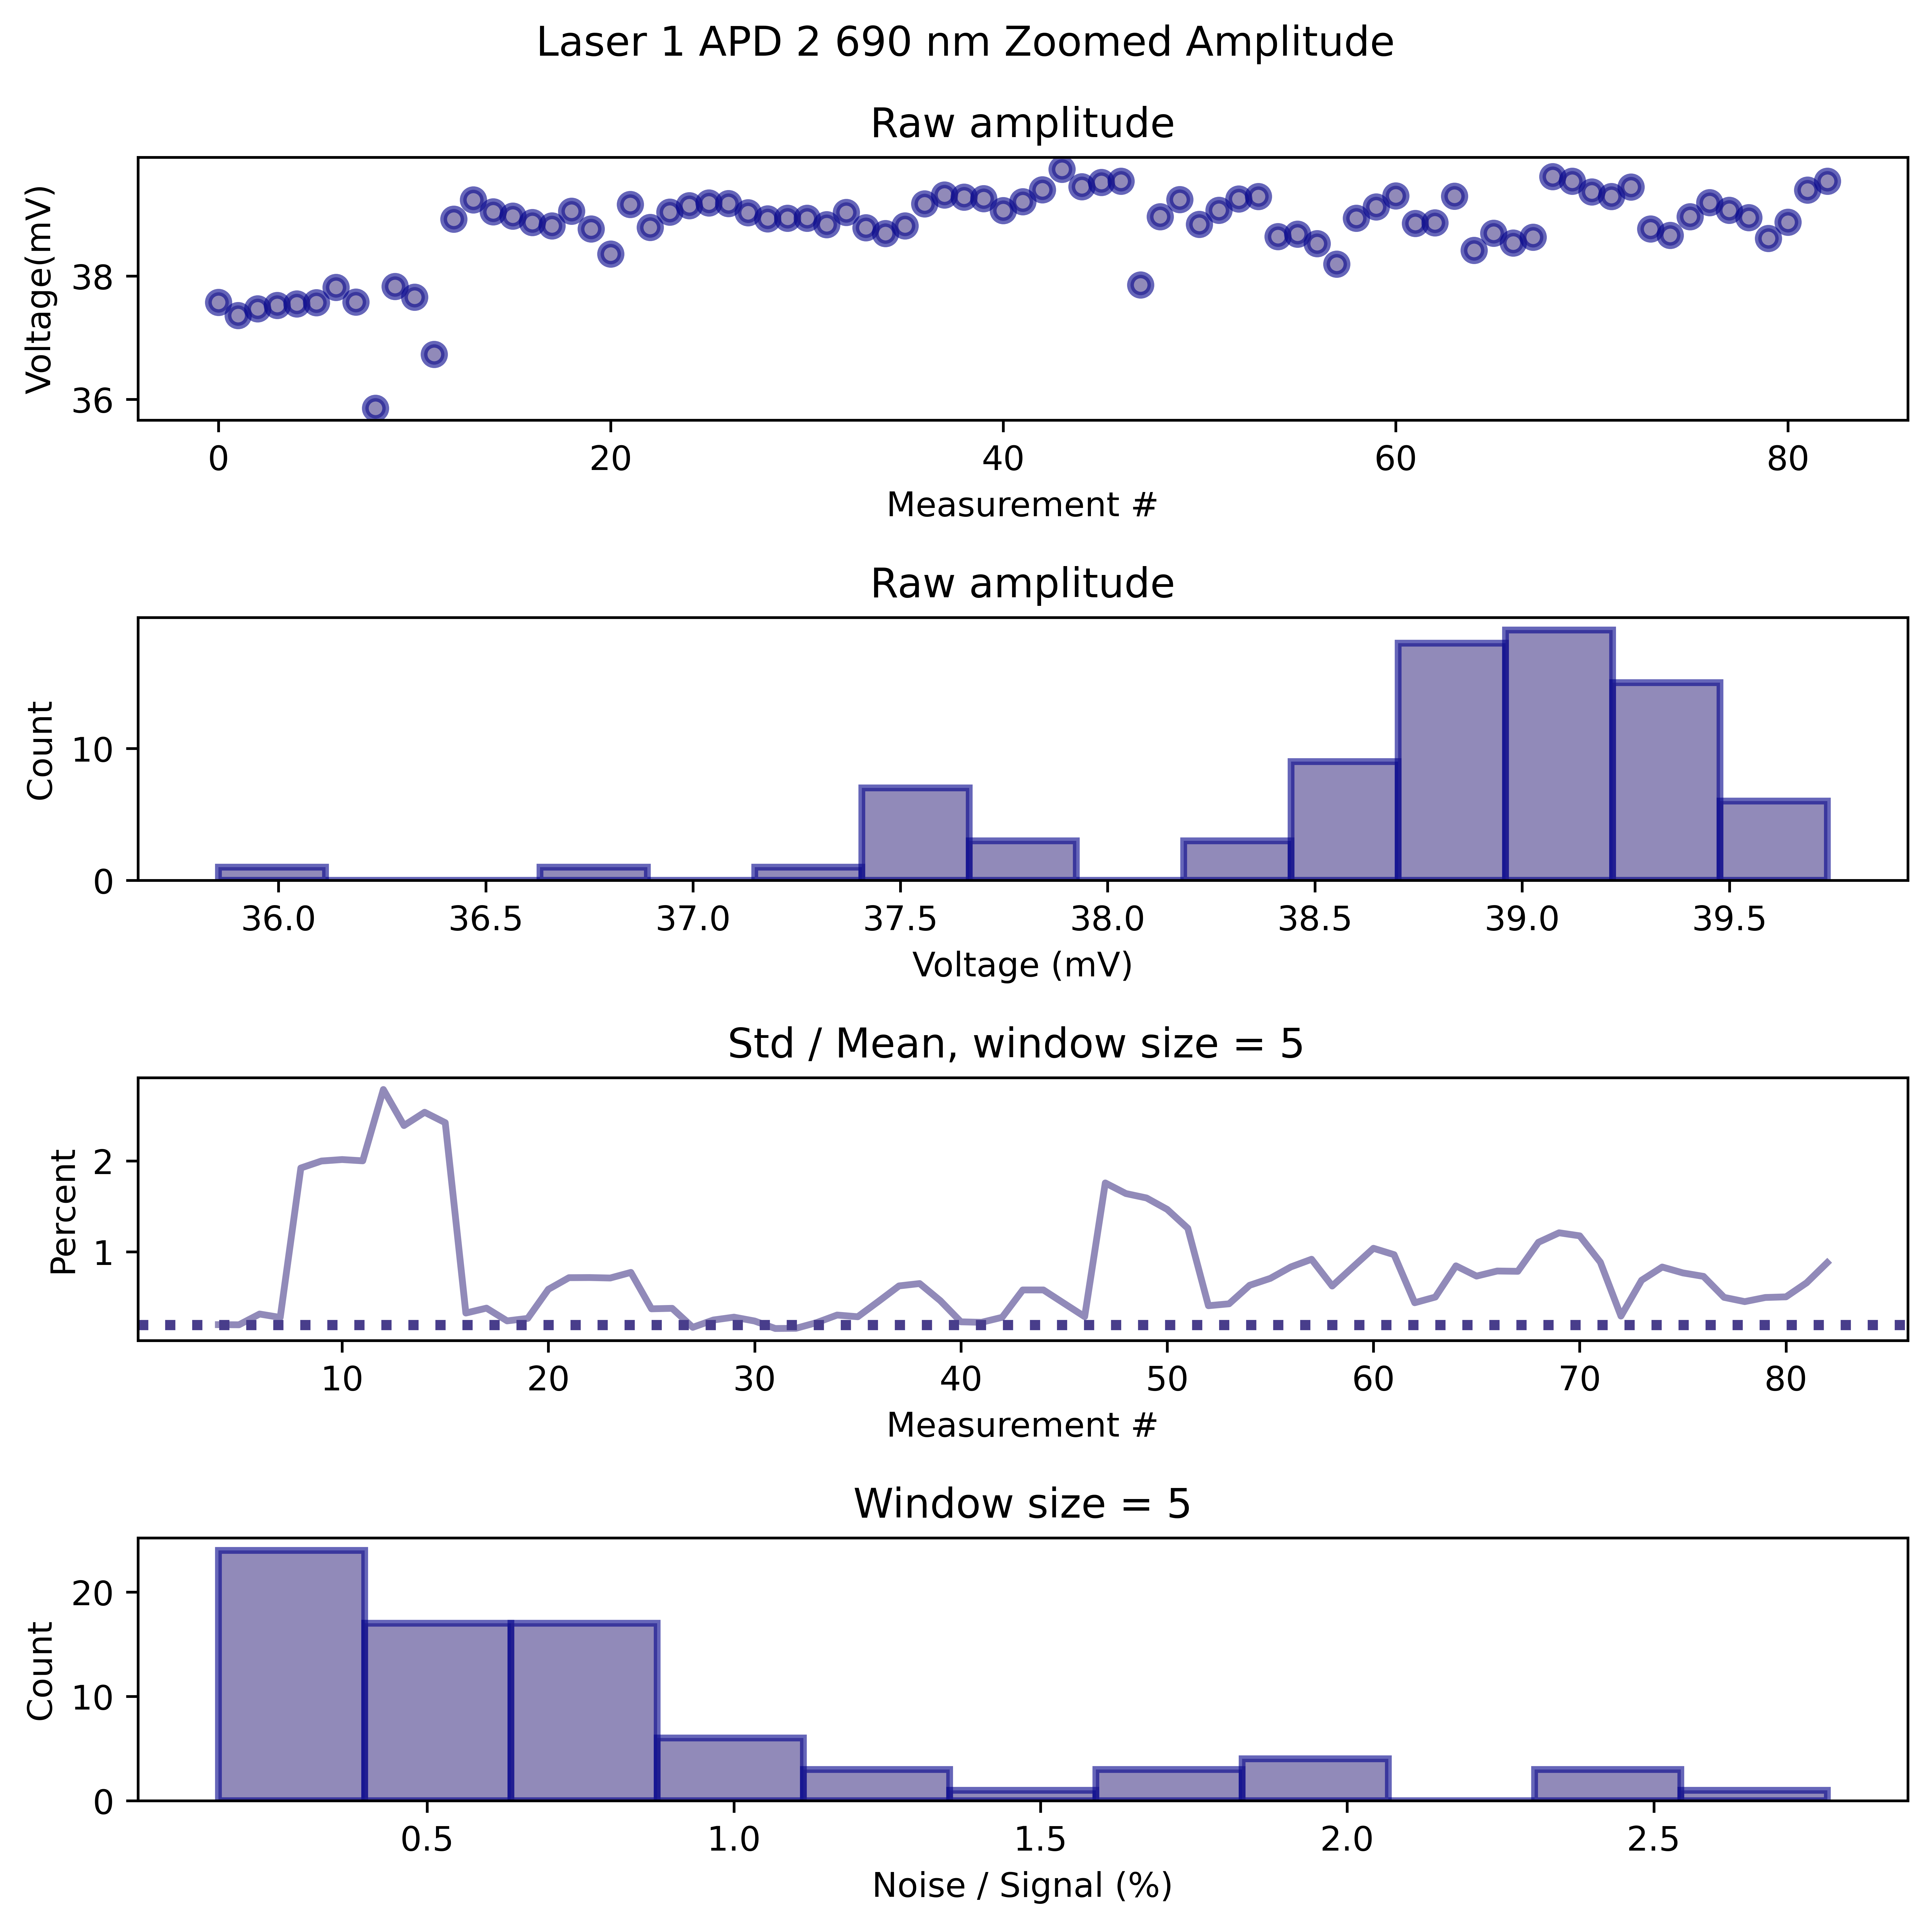 Laser 1 APD 2 690 nm Zoomed Amplitude
Raw amplitude
Voltage(mV)
38
36
0 20 40 60 80
Measurement #
Raw amplitude
Count
10
0
36.0 36.5 37.0 37.5 38.0 38.5 39.0 39.5
Voltage (mV)
Std / Mean, window size = 5
Percent
2
1
10 20 30 40 50 60 70 80
Measurement #
Window size = 5
Count
20
10
0
0.5 1.0 1.5 2.0 2.5
Noise / Signal (%)